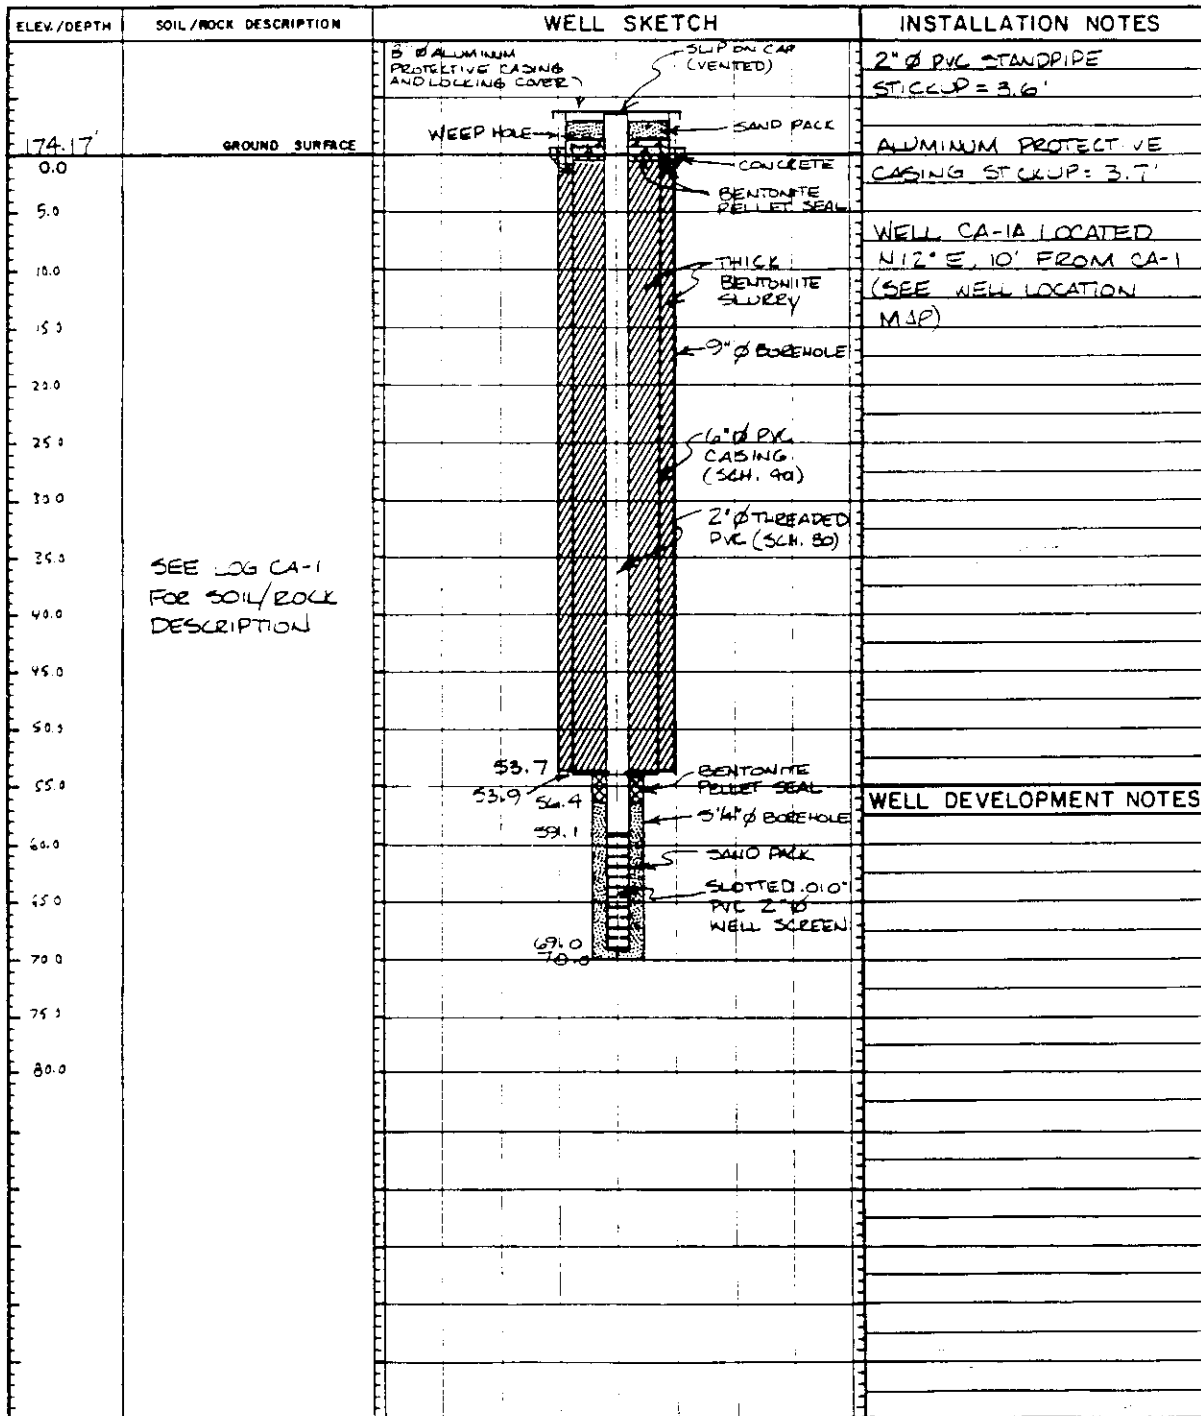 ELEV./DEPTH
SOIL/ROCK DESCRIPTION
WELL SKETCH
INSTALLATION NOTES
Ø ALUMINUM
PROTECTIVE CASING
AND LOCKING COVER
SLIP ON CAP
(VENTED)
2" Ø PVC STANDPIPE
STICKUP = 3.6'
WEEP HOLE
SAND PACK
174.17'
GROUND SURFACE
ALUMINUM PROTECT VE
CASING ST CKUP: 3.7'
0.0
CONCRETE
BENTONITE
PELLET SEAL
5.0
WELL CA-1A LOCATED
N12° E, 10' FROM CA-1
(SEE WELL LOCATION
MAP)
10.0
THICK
BENTONITE
SLURRY
15.0
9" Ø BOREHOLE
20.0
25.0
6" Ø PVC
CASING
(SCH. 40)
30.0
2" Ø THREADED
PVC (SCH. 80)
35.0
SEE LOG CA-1
FOR SOIL/ROCK
DESCRIPTION
40.0
45.0
50.0
53.7
BENTONITE
PELLET SEAL
55.0
53.9
56.4
WELL DEVELOPMENT NOTES
5 1/4" Ø BOREHOLE
59.1
60.0
SAND PACK
SLOTTED .010"
PVC 2" Ø
WELL SCREEN
65.0
69.0
70.0
70.0
75.0
80.0